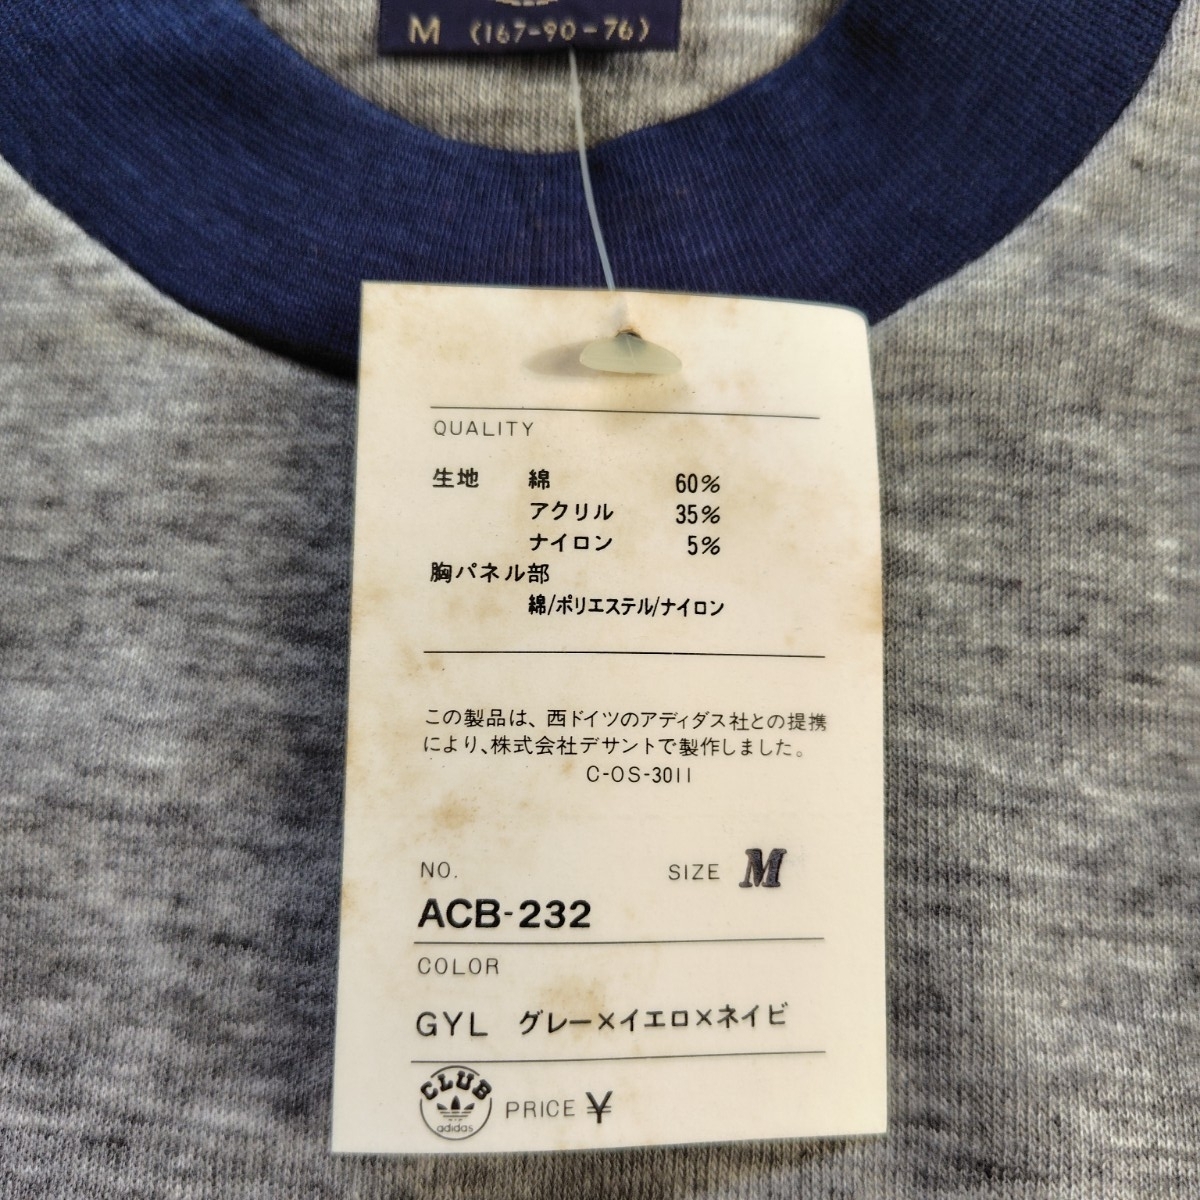 M (167-90-76)
QUALITY
生地 綿 60%
アクリル 35%
ナイロン 5%
胸パネル部
綿/ポリエステル/ナイロン
この製品は、西ドイツのアディダス社との提携
により、株式会社デサントで製作しました。
C-OS-3011
NO. SIZE M
ACB-232
COLOR
GYL グレー×イエロ×ネイビ
CLUB
adidas
PRICE ¥